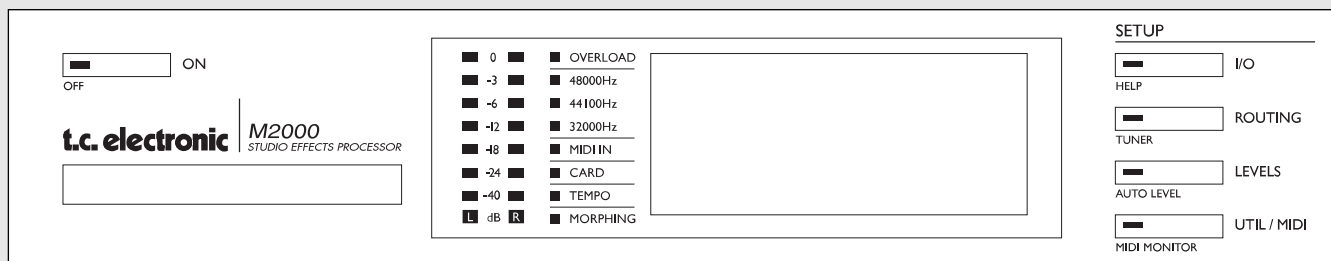 ON
OFF
t.c. electronic
M2000
STUDIO EFFECTS PROCESSOR
0
-3
-6
-12
-18
-24
-40
L dB R
OVERLOAD
48000Hz
44100Hz
32000Hz
MIDI IN
CARD
TEMPO
MORPHING
SETUP
I/O
HELP
ROUTING
TUNER
LEVELS
AUTO LEVEL
UTIL / MIDI
MIDI MONITOR